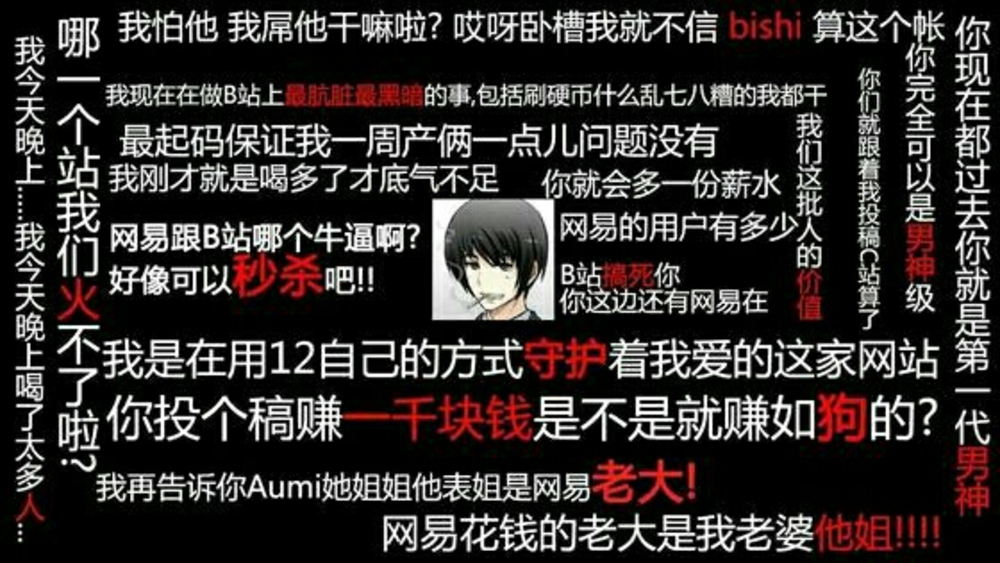 我今天晚上......我今天晚上喝了太多人...
哪一个站我们火不了啦?
我怕他 我屌他干嘛啦? 哎呀卧槽我就不信 bishi 算这个帐
我现在在做B站上最肮脏最黑暗的事,包括刷硬币什么乱七八糟的我都干
最起码保证我一周产俩一点儿问题没有
我刚才就是喝多了才底气不足
你就会多一份薪水
网易跟B站哪个牛逼啊?
好像可以秒杀吧!!
网易的用户有多少
B站搞死你
你这边还有网易在
我们这批人的价值
你们就跟着我投稿C站算了
你完全可以是男神级
你现在都过去你就是第一代男神
我是在用12自己的方式守护着我爱的这家网站
你投个稿赚一千块钱是不是就赚如狗的?
我再告诉你Aumi她姐姐他表姐是网易老大!
网易花钱的老大是我老婆他姐!!!!